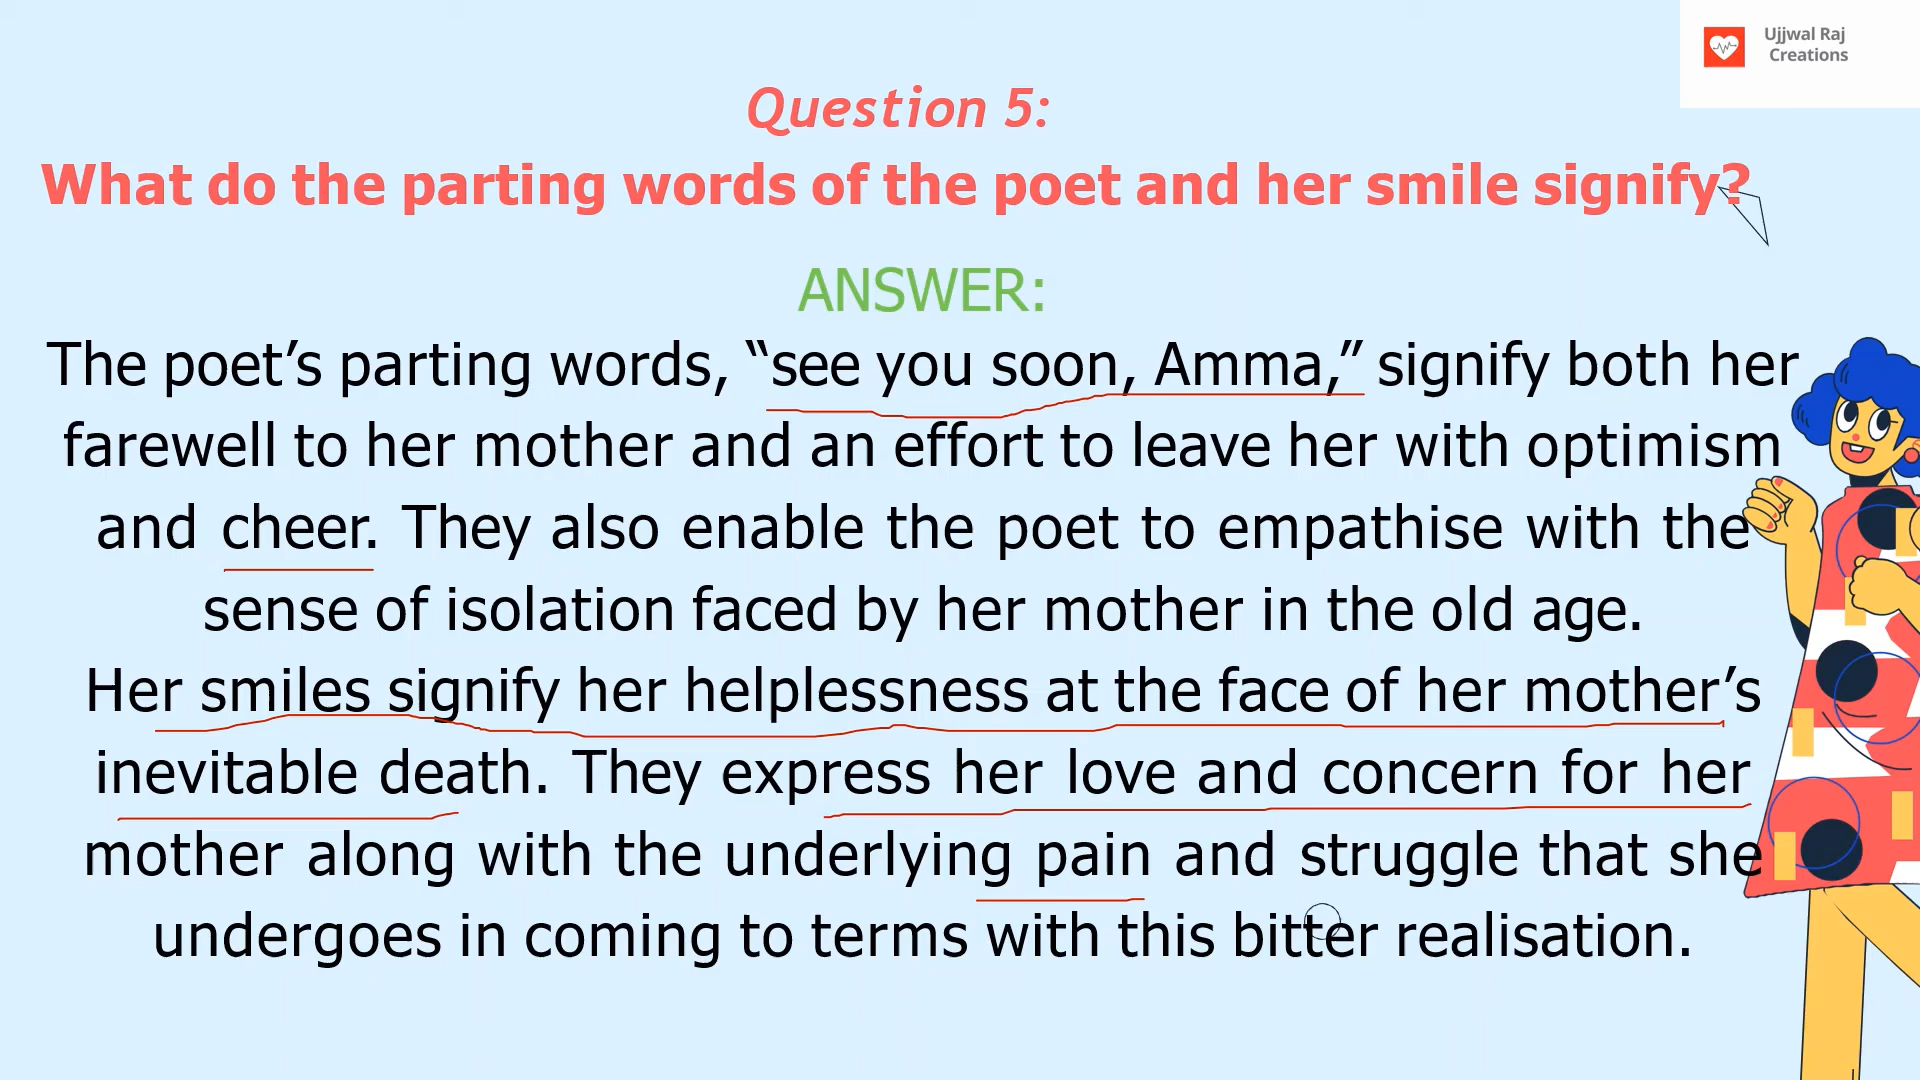 Ujjwal Raj
Creations
Question 5:
What do the parting words of the poet and her smile signify?
ANSWER:
The poet’s parting words, “see you soon, Amma,” signify both her
farewell to her mother and an effort to leave her with optimism
and cheer. They also enable the poet to empathise with the
sense of isolation faced by her mother in the old age.
Her smiles signify her helplessness at the face of her mother’s
inevitable death. They express her love and concern for her
mother along with the underlying pain and struggle that she
undergoes in coming to terms with this bitter realisation.